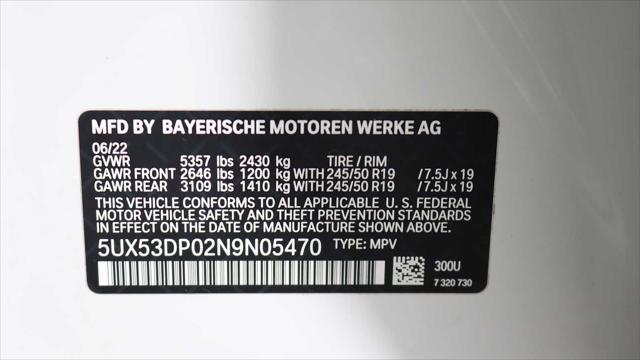 MFD BY BAYERISCHE MOTOREN WERKE AG
06/22
GVWR 5357 lbs 2430 kg TIRE / RIM
GAWR FRONT 2646 lbs 1200 kg WITH 245/50 R19 /7.5J x 19
GAWR REAR 3109 lbs 1410 kg WITH 245/50 R19 /7.5J x 19
THIS VEHICLE CONFORMS TO ALL APPLICABLE U. S. FEDERAL
MOTOR VEHICLE SAFETY AND THEFT PREVENTION STANDARDS
IN EFFECT ON THE DATE OF MANUFACTURE SHOWN ABOVE.
5UX53DP02N9N05470 TYPE: MPV
300U
7 320 730